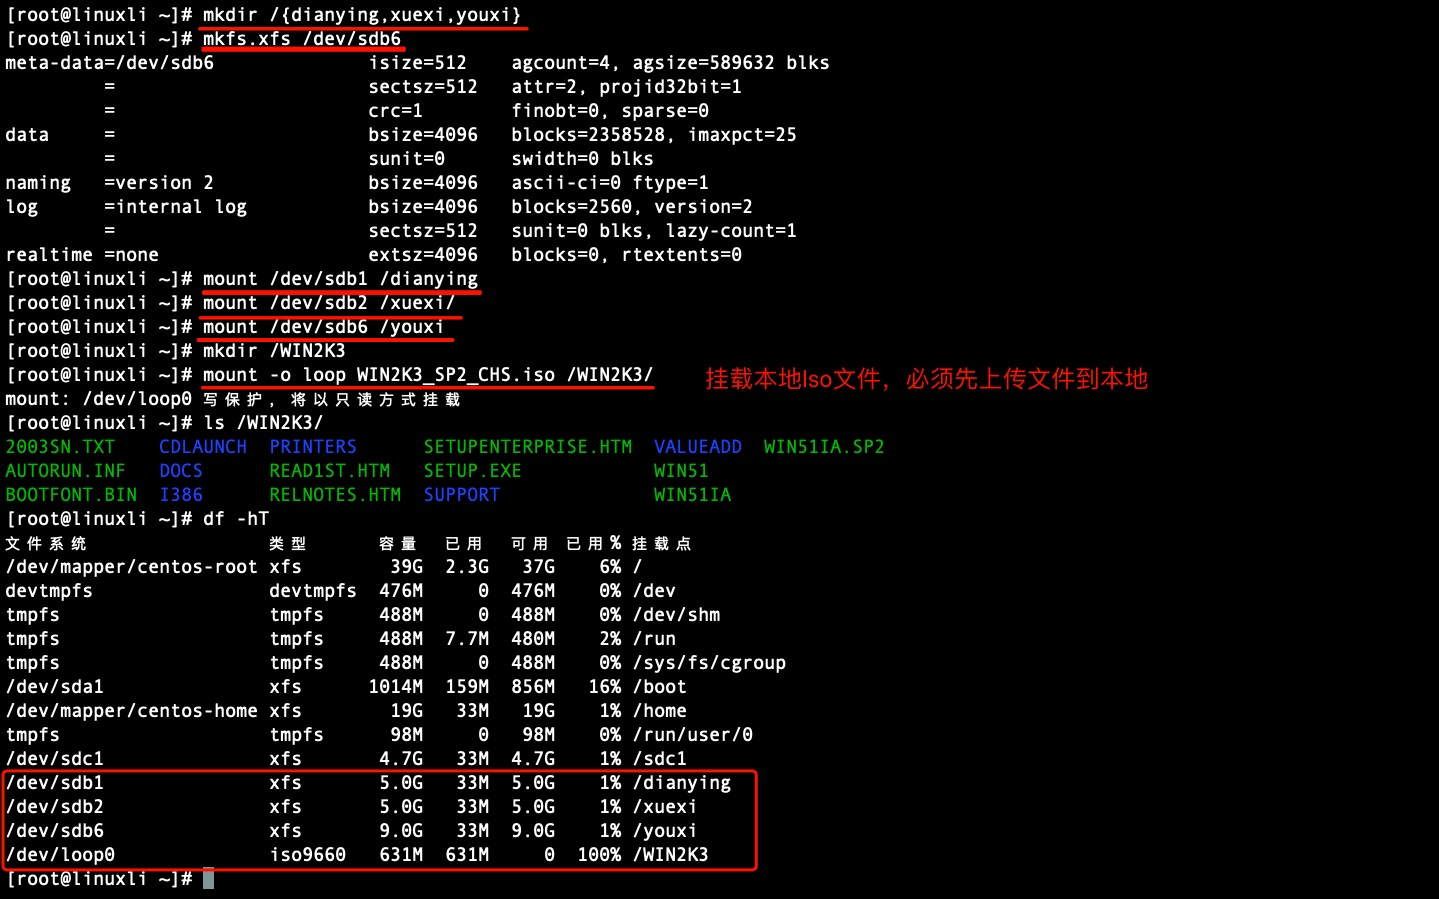 [root@linuxli ~]# mkdir /{dianying,xuexi,youxi}
[root@linuxli ~]# mkfs.xfs /dev/sdb6
meta-data=/dev/sdb6              isize=512    agcount=4, agsize=589632 blks
         =                       sectsz=512   attr=2, projid32bit=1
         =                       crc=1        finobt=0, sparse=0
data     =                       bsize=4096   blocks=2358528, imaxpct=25
         =                       sunit=0      swidth=0 blks
naming   =version 2              bsize=4096   ascii-ci=0 ftype=1
log      =internal log           bsize=4096   blocks=2560, version=2
         =                       sectsz=512   sunit=0 blks, lazy-count=1
realtime =none                   extsz=4096   blocks=0, rtextents=0
[root@linuxli ~]# mount /dev/sdb1 /dianying
[root@linuxli ~]# mount /dev/sdb2 /xuexi/
[root@linuxli ~]# mount /dev/sdb6 /youxi
[root@linuxli ~]# mkdir /WIN2K3
[root@linuxli ~]# mount -o loop WIN2K3_SP2_CHS.iso /WIN2K3/ 挂载本地Iso文件，必须先上传文件到本地
mount: /dev/loop0 写保护，将以只读方式挂载
[root@linuxli ~]# ls /WIN2K3/
2003SN.TXT    CDLAUNCH  PRINTERS      SETUPENTERPRISE.HTM  VALUEADD  WIN51IA.SP2
AUTORUN.INF   DOCS      READ1ST.HTM   SETUP.EXE            WIN51
BOOTFONT.BIN  I386      RELNOTES.HTM  SUPPORT              WIN51IA
[root@linuxli ~]# df -hT
文件系统                类型      容量  已用  可用 已用% 挂载点
/dev/mapper/centos-root xfs        39G  2.3G   37G    6% /
devtmpfs                devtmpfs  476M     0  476M    0% /dev
tmpfs                   tmpfs     488M     0  488M    0% /dev/shm
tmpfs                   tmpfs     488M  7.7M  480M    2% /run
tmpfs                   tmpfs     488M     0  488M    0% /sys/fs/cgroup
/dev/sda1               xfs      1014M  159M  856M   16% /boot
/dev/mapper/centos-home xfs        19G   33M   19G    1% /home
tmpfs                   tmpfs      98M     0   98M    0% /run/user/0
/dev/sdc1               xfs       4.7G   33M  4.7G    1% /sdc1
/dev/sdb1               xfs       5.0G   33M  5.0G    1% /dianying
/dev/sdb2               xfs       5.0G   33M  5.0G    1% /xuexi
/dev/sdb6               xfs       9.0G   33M  9.0G    1% /youxi
/dev/loop0              iso9660   631M  631M     0  100% /WIN2K3
[root@linuxli ~]#